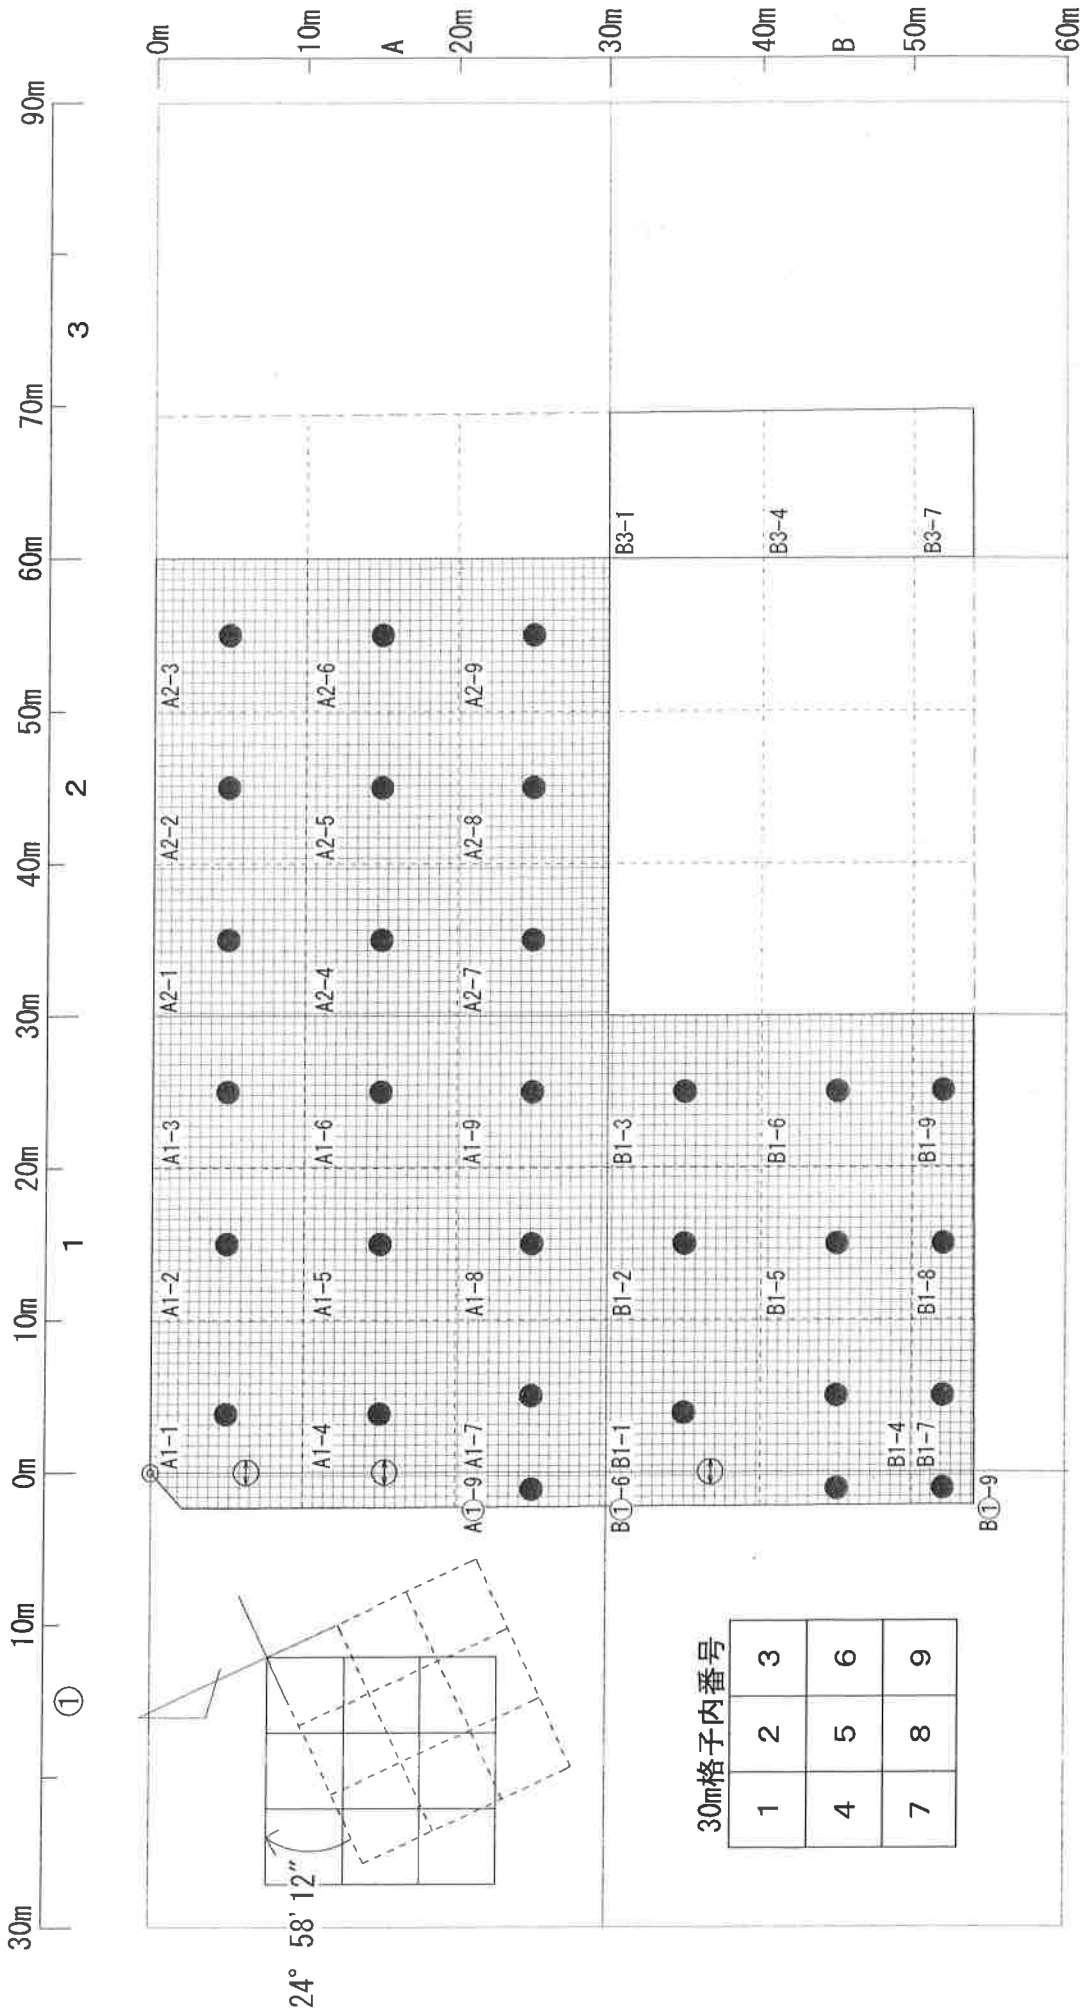 30m
10m
0m
10m
20m
30m
40m
50m
60m
70m
90m
①
1
2
3
0m
10m
A
20m
30m
40m
B
50m
60m
A1-1
A1-2
A1-3
A2-1
A2-2
A2-3
A1-4
A1-5
A1-6
A2-4
A2-5
A2-6
A①-9
A1-7
A1-8
A1-9
A2-7
A2-8
A2-9
B①-6
B1-1
B1-2
B1-3
B3-1
B1-4
B1-5
B1-6
B3-4
B①-9
B1-7
B1-8
B1-9
B3-7
24° 58' 12"
30m格子内番号
1 2 3
4 5 6
7 8 9